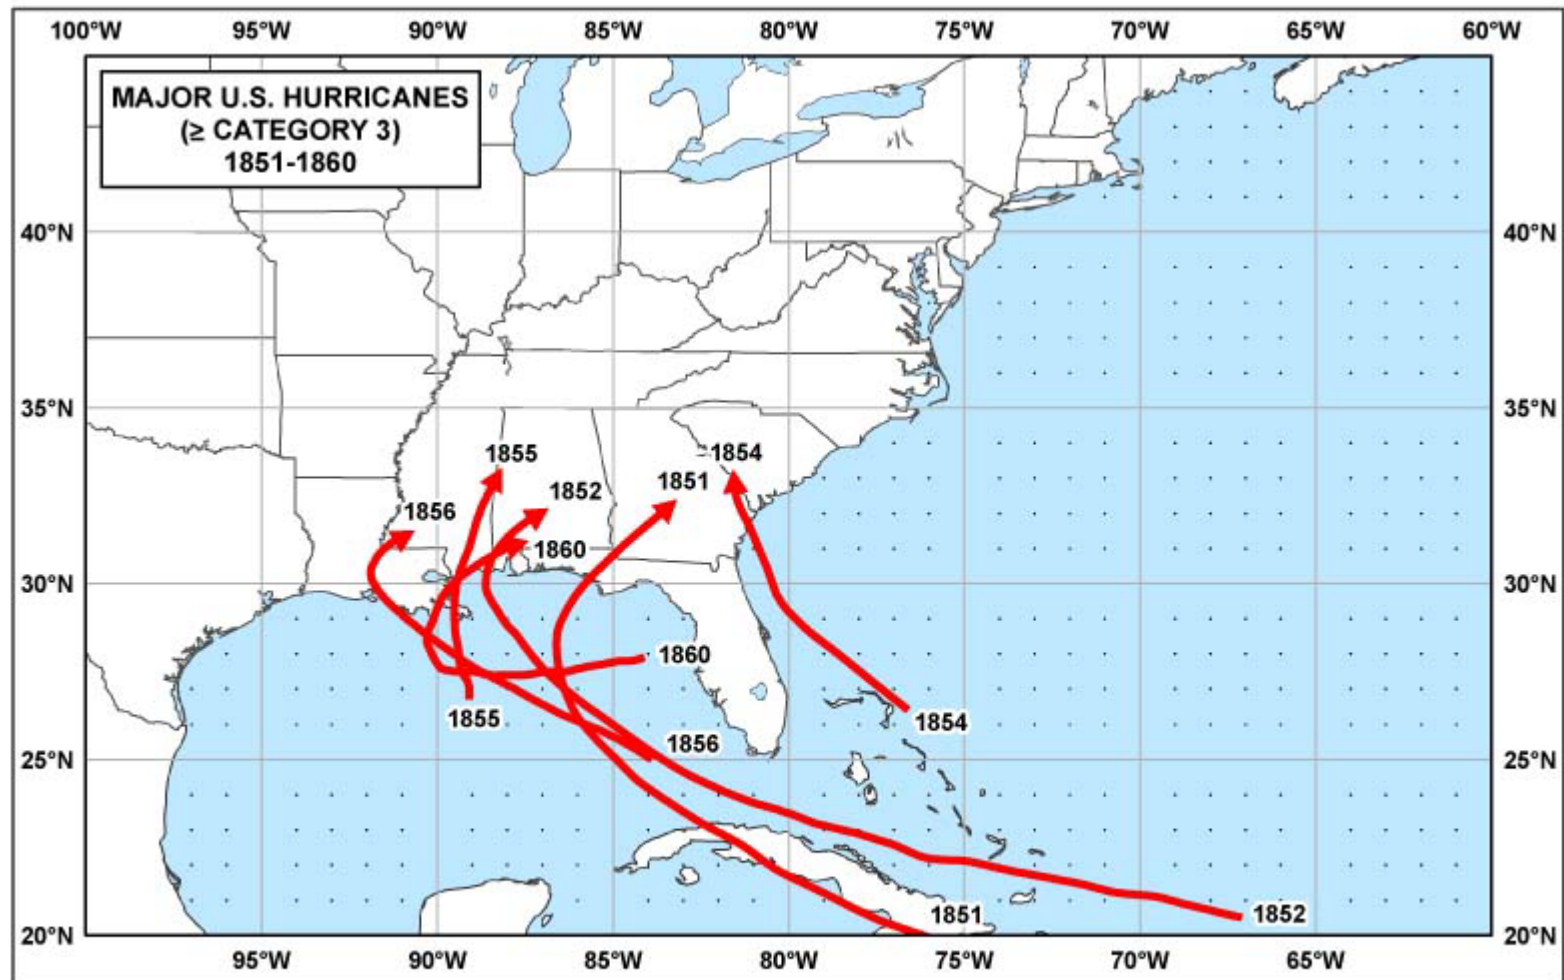 100°W 95°W 90°W 85°W 80°W 75°W 70°W 65°W 60°W
MAJOR U.S. HURRICANES
(≥ CATEGORY 3)
1851-1860
40°N 40°N
35°N 35°N
1855 1854
1851
1852
1856
1860
30°N 30°N
1860
1855 1854
1856
25°N 25°N
1851 1852
20°N 20°N
95°W 90°W 85°W 80°W 75°W 70°W 65°W